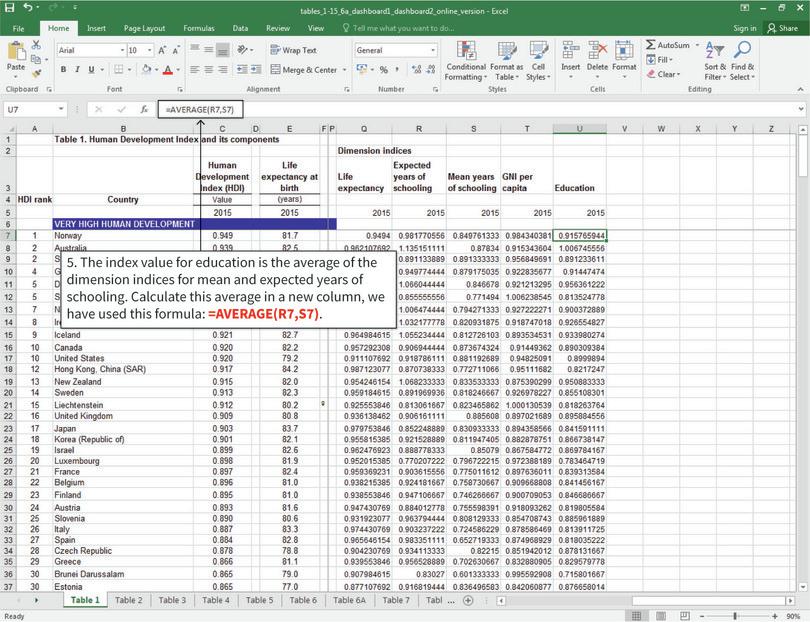 tables_1-15_6a_dashboard1_dashboard2_online_version - Excel
File Home Insert Page Layout Formulas Data Review View Tell me what you want to do... Sign in Share
Paste Arial 10 Wrap Text General AutoSum
B I U Merge & Center % Conditional Formatting Format as Table Cell Styles Insert Delete Format Fill Clear Sort & Filter Find & Select
Clipboard Font Alignment Number Styles Cells Editing
U7 fx =AVERAGE(R7,S7)
A B C D E F P Q R S T U V W X Y Z
1 Table 1. Human Development Index and its components
2 Dimension indices
3 Human Development Index (HDI) Life expectancy at birth Life expectancy Expected years of schooling Mean years of schooling GNI per capita Education
4 HDI rank Country Value (years)
5 2015 2015 2015 2015 2015 2015 2015
6 VERY HIGH HUMAN DEVELOPMENT
7 1 Norway 0.949 81.7 0.9494 0.981770556 0.849761333 0.984340381 0.915765944
8 2 Australia 0.939 82.5 0.962107692 1.135151111 0.87834 0.915343604 1.006745556
9 2 S 0.891133889 0.891333333 0.956849691 0.891233611
10 4 G 0.949774444 0.879175035 0.922835677 0.91447474
11 5 D 1.066044444 0.846678 0.921213295 0.956361222
12 5 S 0.855555556 0.771494 1.006238545 0.813524778
13 7 N 1.006474444 0.794271333 0.927222271 0.900372889
14 8 Ir 1.032177778 0.820931875 0.918747018 0.926554827
5. The index value for education is the average of the
dimension indices for mean and expected years of
schooling. Calculate this average in a new column, we
have used this formula: =AVERAGE(R7,S7).
15 9 Iceland 0.921 82.7 0.964984615 1.055234444 0.812726103 0.893534531 0.933980274
16 10 Canada 0.920 82.2 0.957292308 0.906944444 0.873674324 0.91449362 0.890309384
17 10 United States 0.920 79.2 0.911107692 0.918786111 0.881192689 0.94825091 0.8999894
18 12 Hong Kong, China (SAR) 0.917 84.2 0.987123077 0.870738333 0.772711066 0.95111682 0.8217247
19 13 New Zealand 0.915 82.0 0.954246154 1.068233333 0.833533333 0.875390299 0.950883333
20 14 Sweden 0.913 82.3 0.959184615 0.891969936 0.818246667 0.926978227 0.855108301
21 15 Liechtenstein 0.912 80.2 0.925553846 0.813061667 0.823465862 1.000130539 0.818263764
22 16 United Kingdom 0.909 80.8 0.936138462 0.906161111 0.885608 0.897021689 0.895884556
23 17 Japan 0.903 83.7 0.979753846 0.852248889 0.830933333 0.894358566 0.841591111
24 18 Korea (Republic of) 0.901 82.1 0.955815385 0.921528889 0.811947405 0.882878751 0.866738147
25 19 Israel 0.899 82.6 0.962476923 0.888778333 0.85079 0.867584772 0.869784167
26 20 Luxembourg 0.898 81.9 0.952015385 0.770207222 0.796722215 0.972388189 0.783464719
27 21 France 0.897 82.4 0.959369231 0.903615556 0.775011612 0.897636011 0.839313584
28 22 Belgium 0.896 81.0 0.938215385 0.924181667 0.758730667 0.909668808 0.841456167
29 23 Finland 0.895 81.0 0.938553846 0.947106667 0.746266667 0.900709053 0.846686667
30 24 Austria 0.893 81.6 0.947430769 0.884012778 0.755598391 0.918093262 0.819805584
31 25 Slovenia 0.890 80.6 0.931923077 0.963794444 0.808129333 0.854708743 0.885961889
32 26 Italy 0.887 83.3 0.974430769 0.903237222 0.724586229 0.878586469 0.813911725
33 27 Spain 0.884 82.8 0.965646154 0.983351111 0.652719333 0.874968929 0.818035222
34 28 Czech Republic 0.878 78.8 0.904230769 0.934113333 0.82215 0.851942012 0.878131667
35 29 Greece 0.866 81.1 0.939553846 0.956528889 0.702630667 0.832880905 0.829579778
36 30 Brunei Darussalam 0.865 79.0 0.907984615 0.83027 0.601333333 0.995592908 0.715801667
37 30 Estonia 0.865 77.0 0.877107692 0.916819444 0.836496583 0.842060877 0.876658014
Table 1 Table 2 Table 3 Table 4 Table 5 Table 6 Table 6A Table 7 Tabl ...
Ready 90%